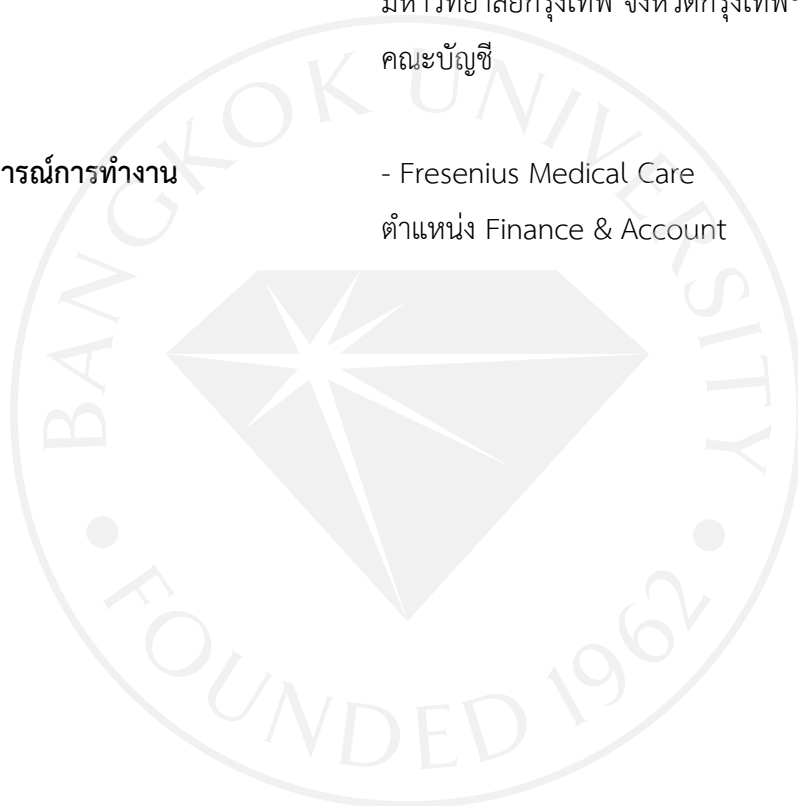 มหาวิทยาลัยกรุงเทพ จังหวัดกรุงเทพฯ
คณะบัญชี
ารณ์การทำงาน - Fresenius Medical Care
ตำแหน่ง Finance & Account
BANGKOK UNIVERSITY
• FOUNDED 1962 •